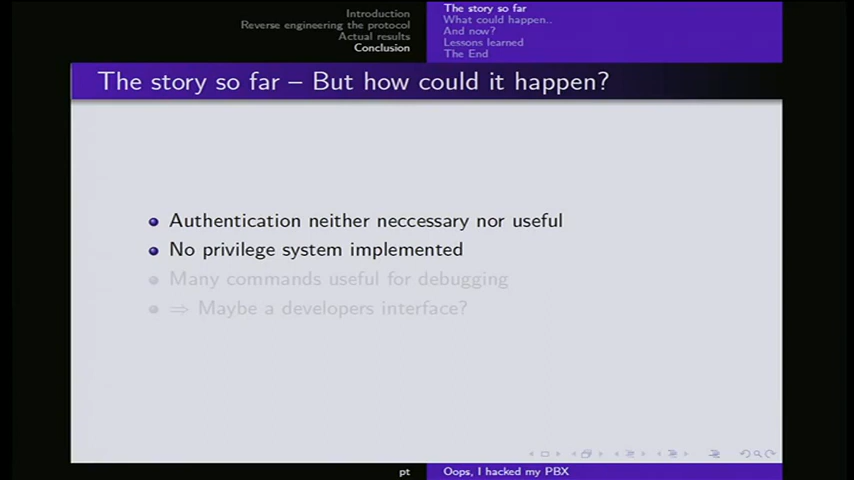 Introduction
Reverse engineering the protocol
Actual results
Conclusion
The story so far
What could happen..
And now?
Lessons learned
The End
The story so far – But how could it happen?
Authentication neither neccessary nor useful
No privilege system implemented
Many commands useful for debugging
⇒ Maybe a developers interface?
pt
Oops, I hacked my PBX